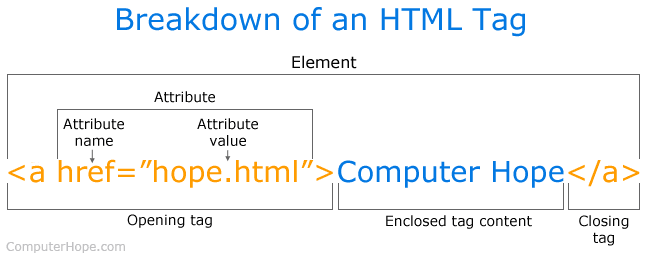 Breakdown of an HTML Tag
Element
Attribute
Attribute name
Attribute value
<a href=”hope.html”>Computer Hope</a>
Opening tag
Enclosed tag content
Closing tag
ComputerHope.com